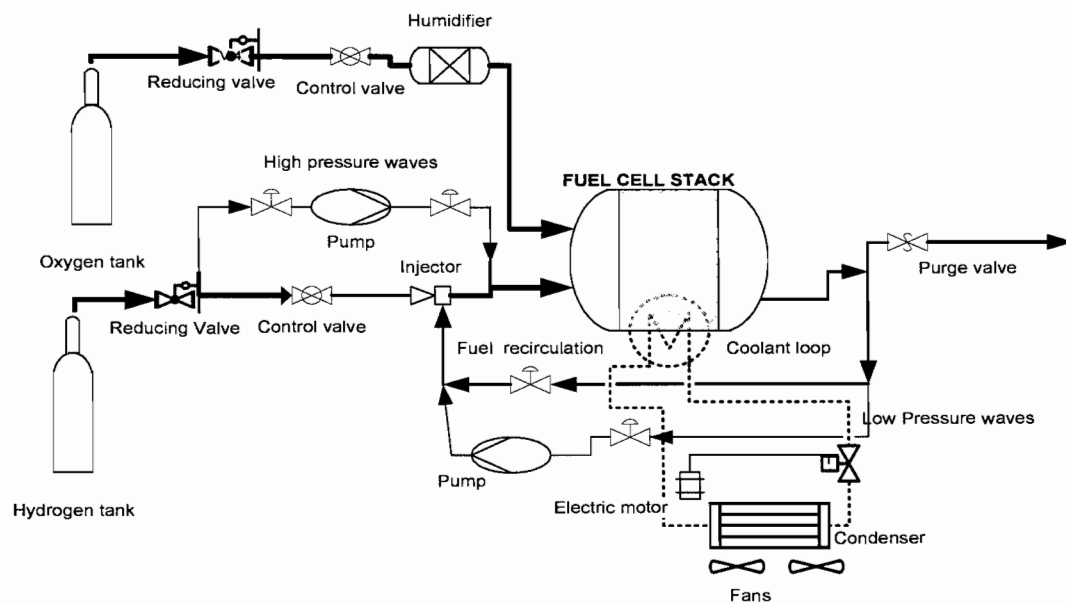 Humidifier
Reducing valve
Control valve
High pressure waves
FUEL CELL STACK
Pump
Oxygen tank
Injector
Purge valve
Reducing Valve
Control valve
Fuel recirculation
Coolant loop
Low Pressure waves
Pump
Hydrogen tank
Electric motor
Condenser
Fans